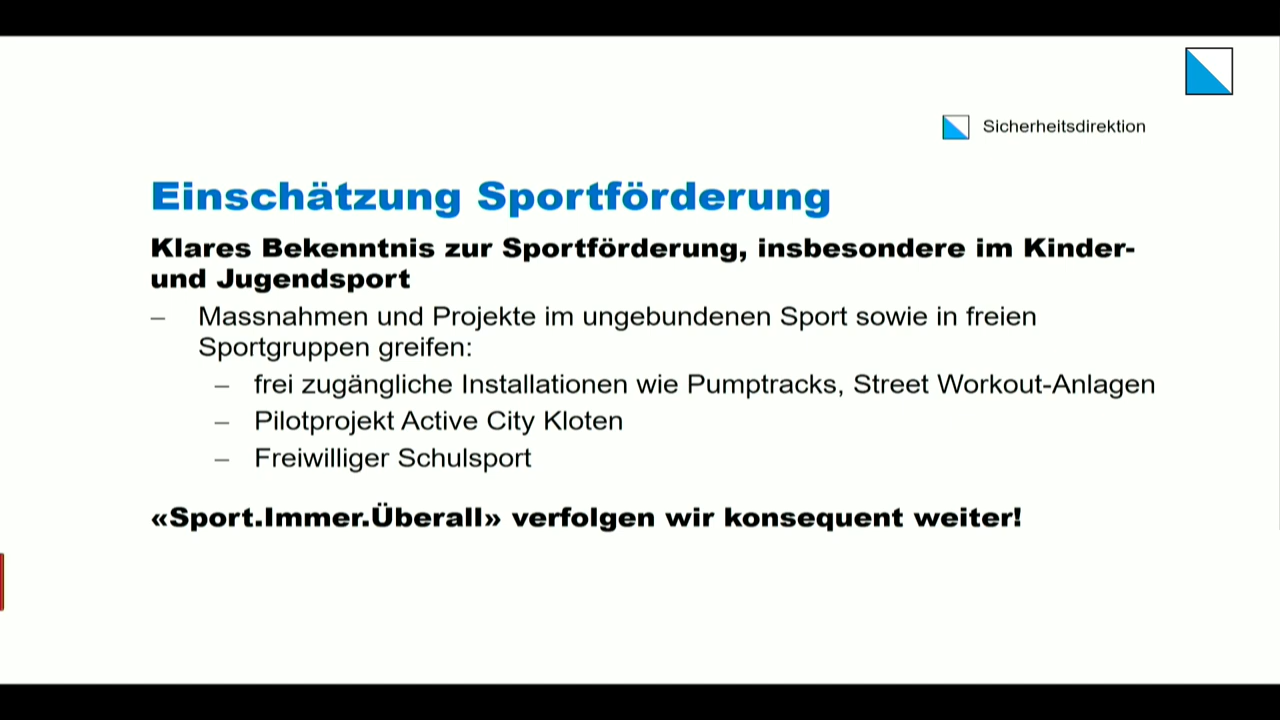 Sicherheitsdirektion
Einschätzung Sportförderung
Klares Bekenntnis zur Sportförderung, insbesondere im Kinder-
und Jugendsport
– Massnahmen und Projekte im ungebundenen Sport sowie in freien
Sportgruppen greifen:
– frei zugängliche Installationen wie Pumptracks, Street Workout-Anlagen
– Pilotprojekt Active City Kloten
– Freiwilliger Schulsport
«Sport.Immer.Überall» verfolgen wir konsequent weiter!